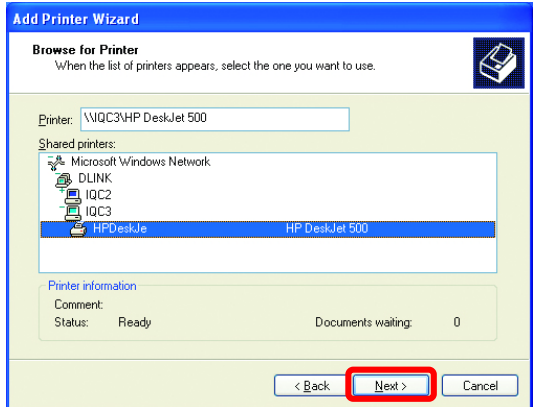 Add Printer Wizard
Browse for Printer
When the list of printers appears, select the one you want to use.
Printer: \\IQC3\HP DeskJet 500
Shared printers:
Microsoft Windows Network
DLINK
IQC2
IQC3
HPDeskJe HP DeskJet 500
Printer information
Comment:
Status: Ready Documents waiting: 0
< Back Next > Cancel